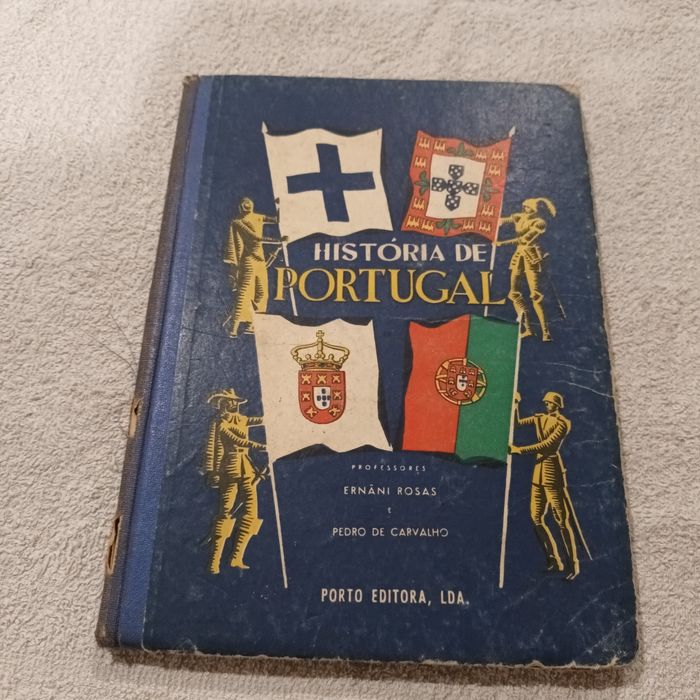 HISTÓRIA DE
PORTUGAL
PROFESSORES
ERNÂNI ROSAS
E
PEDRO DE CARVALHO
PORTO EDITORA, LDA.